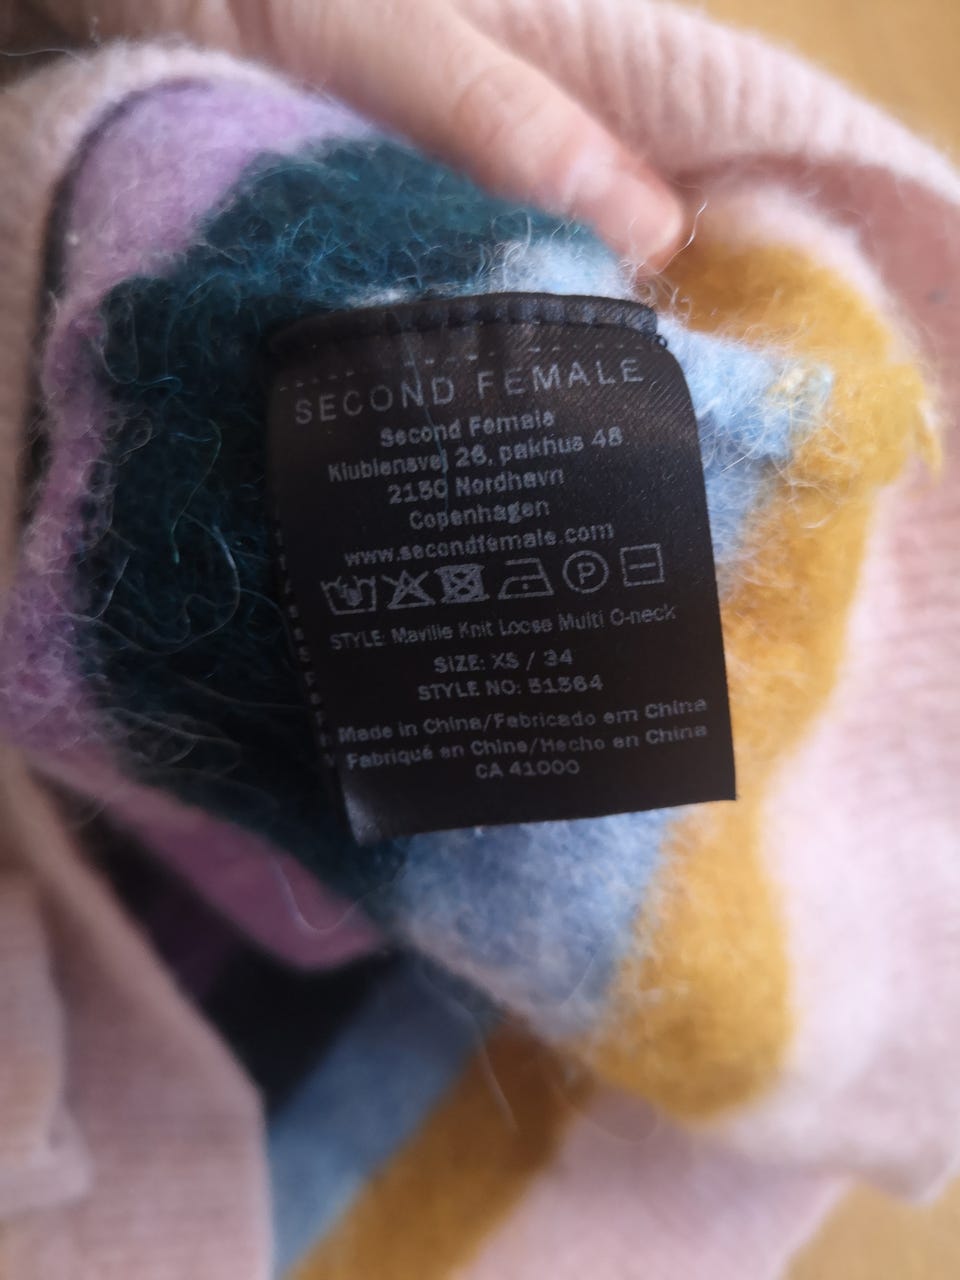 SECOND FEMALE
Second Female
Klubiensvej 26, pakhus 48
2150 Nordhavn
Copenhagen
www.secondfemale.com
P
STYLE: Maville Knit Loose Multi O-neck
SIZE: XS / 34
STYLE NO: 51564
Made in China/Fabricado em China
Fabriqué en Chine/Hecho en China
CA 41000